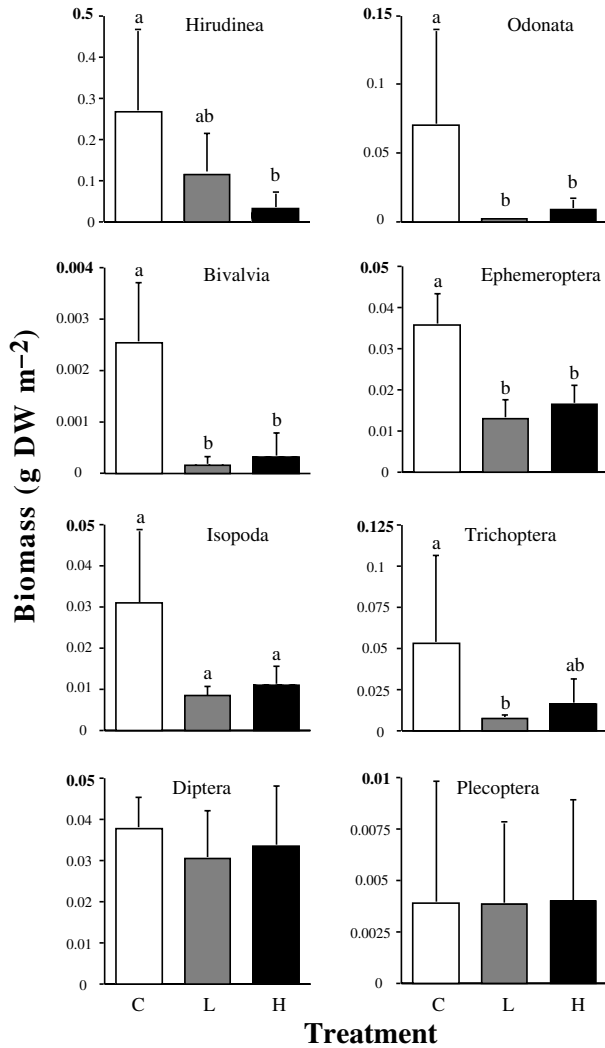 Biomass (g DW m−2)
Hirudinea
0.5
0.4
0.3
0.2
0.1
0
a
ab
b
Odonata
0.15
0.1
0.05
0
a
b
b
Bivalvia
0.004
0.003
0.002
0.001
0
a
b
b
Ephemeroptera
0.05
0.04
0.03
0.02
0.01
0
a
b
b
Isopoda
0.05
0.04
0.03
0.02
0.01
0
a
a
a
Trichoptera
0.125
0.1
0.075
0.05
0.025
0
a
b
ab
Diptera
0.05
0.04
0.03
0.02
0.01
0
C L H
Plecoptera
0.01
0.0075
0.005
0.0025
0
C L H
Treatment